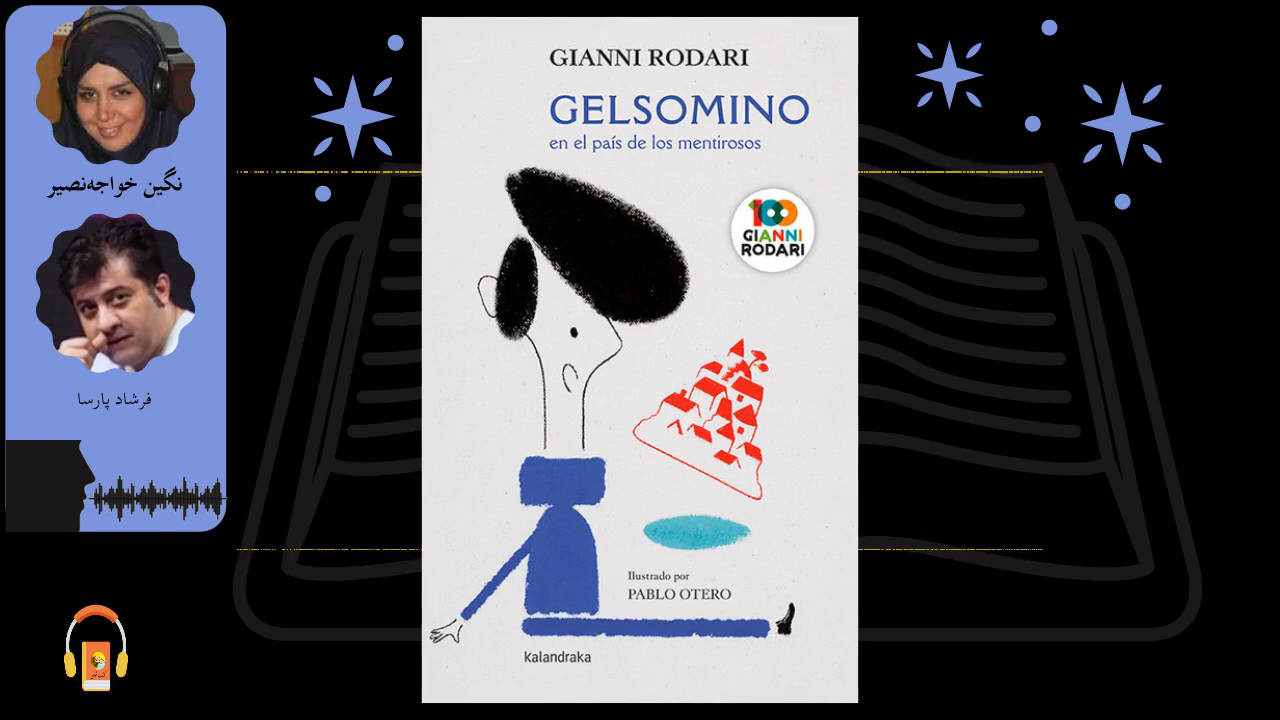 نگین خواجه‌نصیر
فرشاد پارسا
GIANNI RODARI
GELSOMINO
en el país de los mentirosos
100
GIANNI
RODARI
Ilustrado por
PABLO OTERO
kalandraka